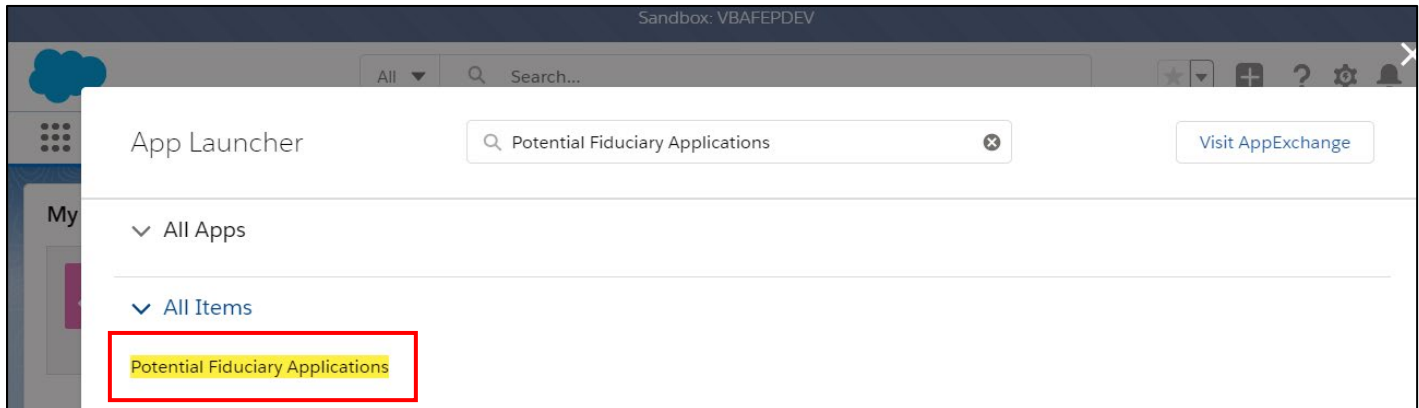 Sandbox: VBAFEPDEV
All Search...
App Launcher Potential Fiduciary Applications Visit AppExchange
My
All Apps
All Items
Potential Fiduciary Applications